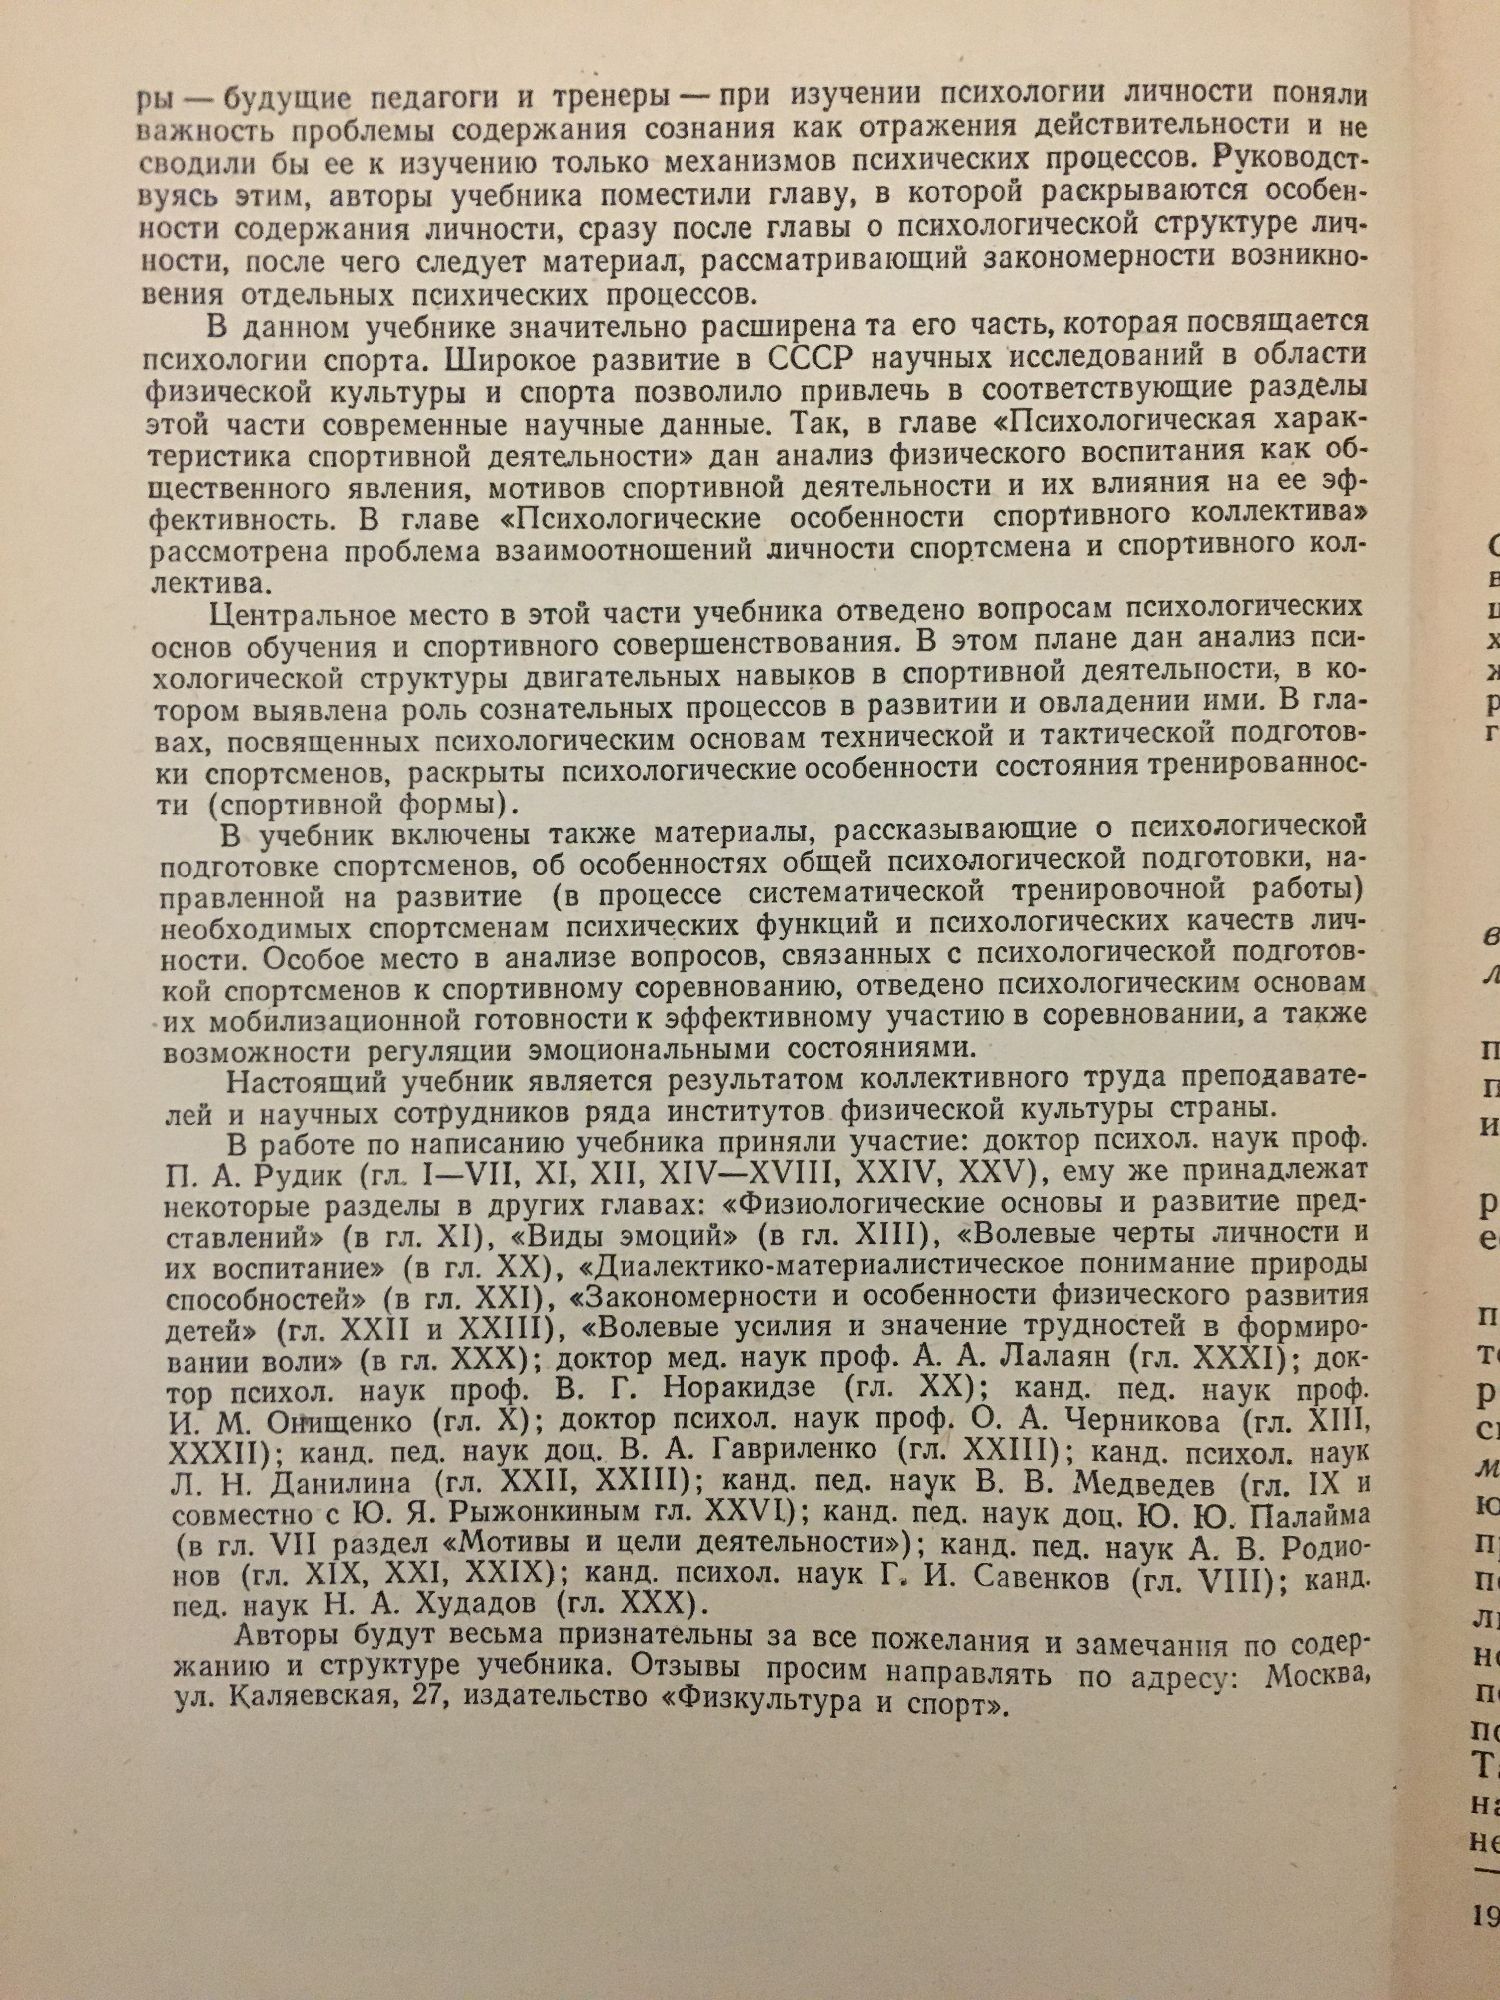 ры — будущие педагоги и тренеры — при изучении психологии личности поняли
важность проблемы содержания сознания как отражения действительности и не
сводили бы ее к изучению только механизмов психических процессов. Руководст-
вуясь этим, авторы учебника поместили главу, в которой раскрываются особен-
ности содержания личности, сразу после главы о психологической структуре лич-
ности, после чего следует материал, рассматривающий закономерности возникно-
вения отдельных психических процессов.
В данном учебнике значительно расширена та его часть, которая посвящается
психологии спорта. Широкое развитие в СССР научных исследований в области
физической культуры и спорта позволило привлечь в соответствующие разделы
этой части современные научные данные. Так, в главе «Психологическая харак-
теристика спортивной деятельности» дан анализ физического воспитания как об-
щественного явления, мотивов спортивной деятельности и их влияния на ее эф-
фективность. В главе «Психологические особенности спортивного коллектива»
рассмотрена проблема взаимоотношений личности спортсмена и спортивного кол-
лектива.
Центральное место в этой части учебника отведено вопросам психологических
основ обучения и спортивного совершенствования. В этом плане дан анализ пси-
хологической структуры двигательных навыков в спортивной деятельности, в ко-
тором выявлена роль сознательных процессов в развитии и овладении ими. В гла-
вах, посвященных психологическим основам технической и тактической подготов-
ки спортсменов, раскрыты психологические особенности состояния тренированнос-
ти (спортивной формы).
В учебник включены также материалы, рассказывающие о психологической
подготовке спортсменов, об особенностях общей психологической подготовки, на-
правленной на развитие (в процессе систематической тренировочной работы)
необходимых спортсменам психических функций и психологических качеств лич-
ности. Особое место в анализе вопросов, связанных с психологической подготов-
кой спортсменов к спортивному соревнованию, отведено психологическим основам
их мобилизационной готовности к эффективному участию в соревновании, а также
возможности регуляции эмоциональными состояниями.
Настоящий учебник является результатом коллективного труда преподавате-
лей и научных сотрудников ряда институтов физической культуры страны.
В работе по написанию учебника приняли участие: доктор психол. наук проф.
П. А. Рудик (гл. I—VII, XI, XII, XIV—XVIII, XXIV, XXV), ему же принадлежат
некоторые разделы в других главах: «Физиологические основы и развитие пред-
ставлений» (в гл. XI), «Виды эмоций» (в гл. XIII), «Волевые черты личности и
их воспитание» (в гл. XX), «Диалектико-материалистическое понимание природы
способностей» (в гл. XXI), «Закономерности и особенности физического развития
детей» (гл. XXII и XXIII), «Волевые усилия и значение трудностей в формиро-
вании воли» (в гл. XXX); доктор мед. наук проф. А. А. Лалаян (гл. XXXI); док-
тор психол. наук проф. В. Г. Норакидзе (гл. XX); канд. пед. наук проф.
И. М. Онищенко (гл. X); доктор психол. наук проф. О. А. Черникова (гл. XIII,
XXXII); канд. пед. наук доц. В. А. Гавриленко (гл. XXIII); канд. психол. наук
Л. Н. Данилина (гл. XXII, XXIII); канд. пед. наук В. В. Медведев (гл. IX и
совместно с Ю. Я. Рыжонкиным гл. XXVI); канд. пед. наук доц. Ю. Ю. Палайма
(в гл. VII раздел «Мотивы и цели деятельности»); канд. пед. наук А. В. Родио-
нов (гл. XIX, XXI, XXIX); канд. психол. наук Г. И. Савенков (гл. VIII); канд.
пед. наук Н. А. Худадов (гл. XXX).
Авторы будут весьма признательны за все пожелания и замечания по содер-
жанию и структуре учебника. Отзывы просим направлять по адресу: Москва,
ул. Каляевская, 27, издательство «Физкультура и спорт».